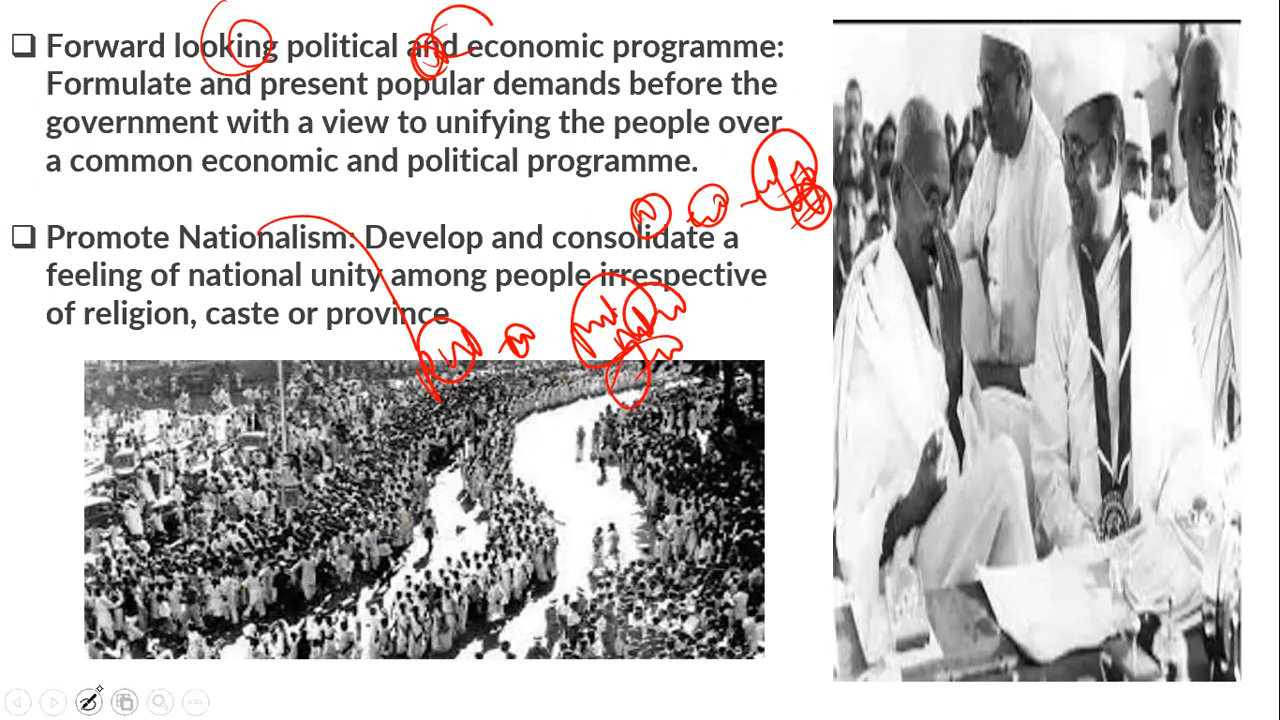 Forward looking political and economic programme:
Formulate and present popular demands before the
government with a view to unifying the people over
a common economic and political programme.
Promote Nationalism: Develop and consolidate a
feeling of national unity among people irrespective
of religion, caste or province